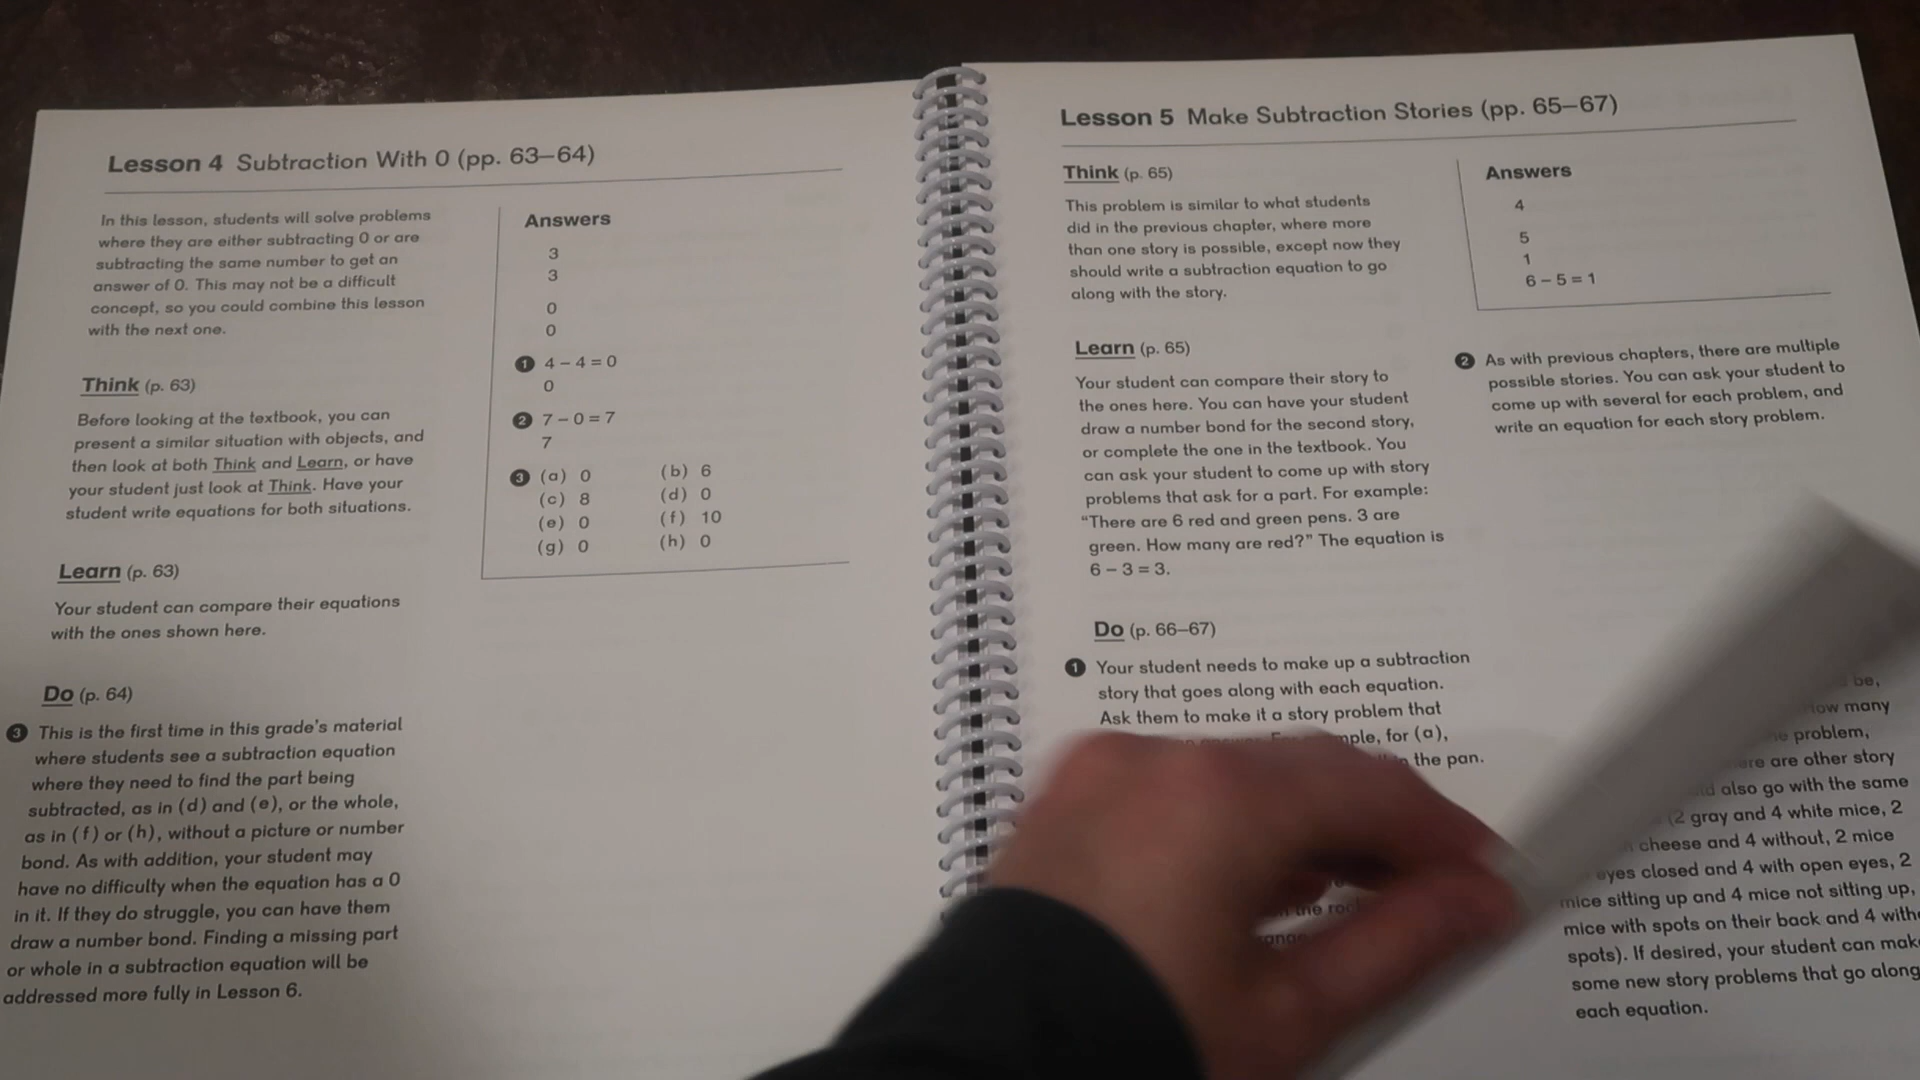 Lesson 4 Subtraction With 0 (pp. 63–64)
In this lesson, students will solve problems
where they are either subtracting 0 or are
subtracting the same number to get an
answer of 0. This may not be a difficult
concept, so you could combine this lesson
with the next one.
Think (p. 63)
Before looking at the textbook, you can
present a similar situation with objects, and
then look at both Think and Learn, or have
your student just look at Think. Have your
student write equations for both situations.
Learn (p. 63)
Your student can compare their equations
with the ones shown here.
Do (p. 64)
3 This is the first time in this grade's material
where students see a subtraction equation
where they need to find the part being
subtracted, as in (d) and (e), or the whole,
as in (f) or (h), without a picture or number
bond. As with addition, your student may
have no difficulty when the equation has a 0
in it. If they do struggle, you can have them
draw a number bond. Finding a missing part
or whole in a subtraction equation will be
addressed more fully in Lesson 6.
Answers
3
3
0
0
1 4 – 4 = 0
0
2 7 – 0 = 7
7
3 (a) 0 (b) 6
(c) 8 (d) 0
(e) 0 (f) 10
(g) 0 (h) 0
Lesson 5 Make Subtraction Stories (pp. 65–67)
Think (p. 65)
This problem is similar to what students
did in the previous chapter, where more
than one story is possible, except now they
should write a subtraction equation to go
along with the story.
Learn (p. 65)
Your student can compare their story to
the ones here. You can have your student
draw a number bond for the second story,
or complete the one in the textbook. You
can ask your student to come up with story
problems that ask for a part. For example:
“There are 6 red and green pens. 3 are
green. How many are red?” The equation is
6 – 3 = 3.
Do (p. 66–67)
1 Your student needs to make up a subtraction
story that goes along with each equation.
Ask them to make it a story problem that
for (a),
the pan.
the
Answers
4
5
1
6 – 5 = 1
2 As with previous chapters, there are multiple
possible stories. You can ask your student to
come up with several for each problem, and
write an equation for each story problem.
be,
How many
problem,
are other story
also go with the same
(2 gray and 4 white mice, 2
cheese and 4 without, 2 mice
eyes closed and 4 with open eyes, 2
mice sitting up and 4 mice not sitting up,
mice with spots on their back and 4
spots). If desired, your student can
some new story problems that go along
each equation.